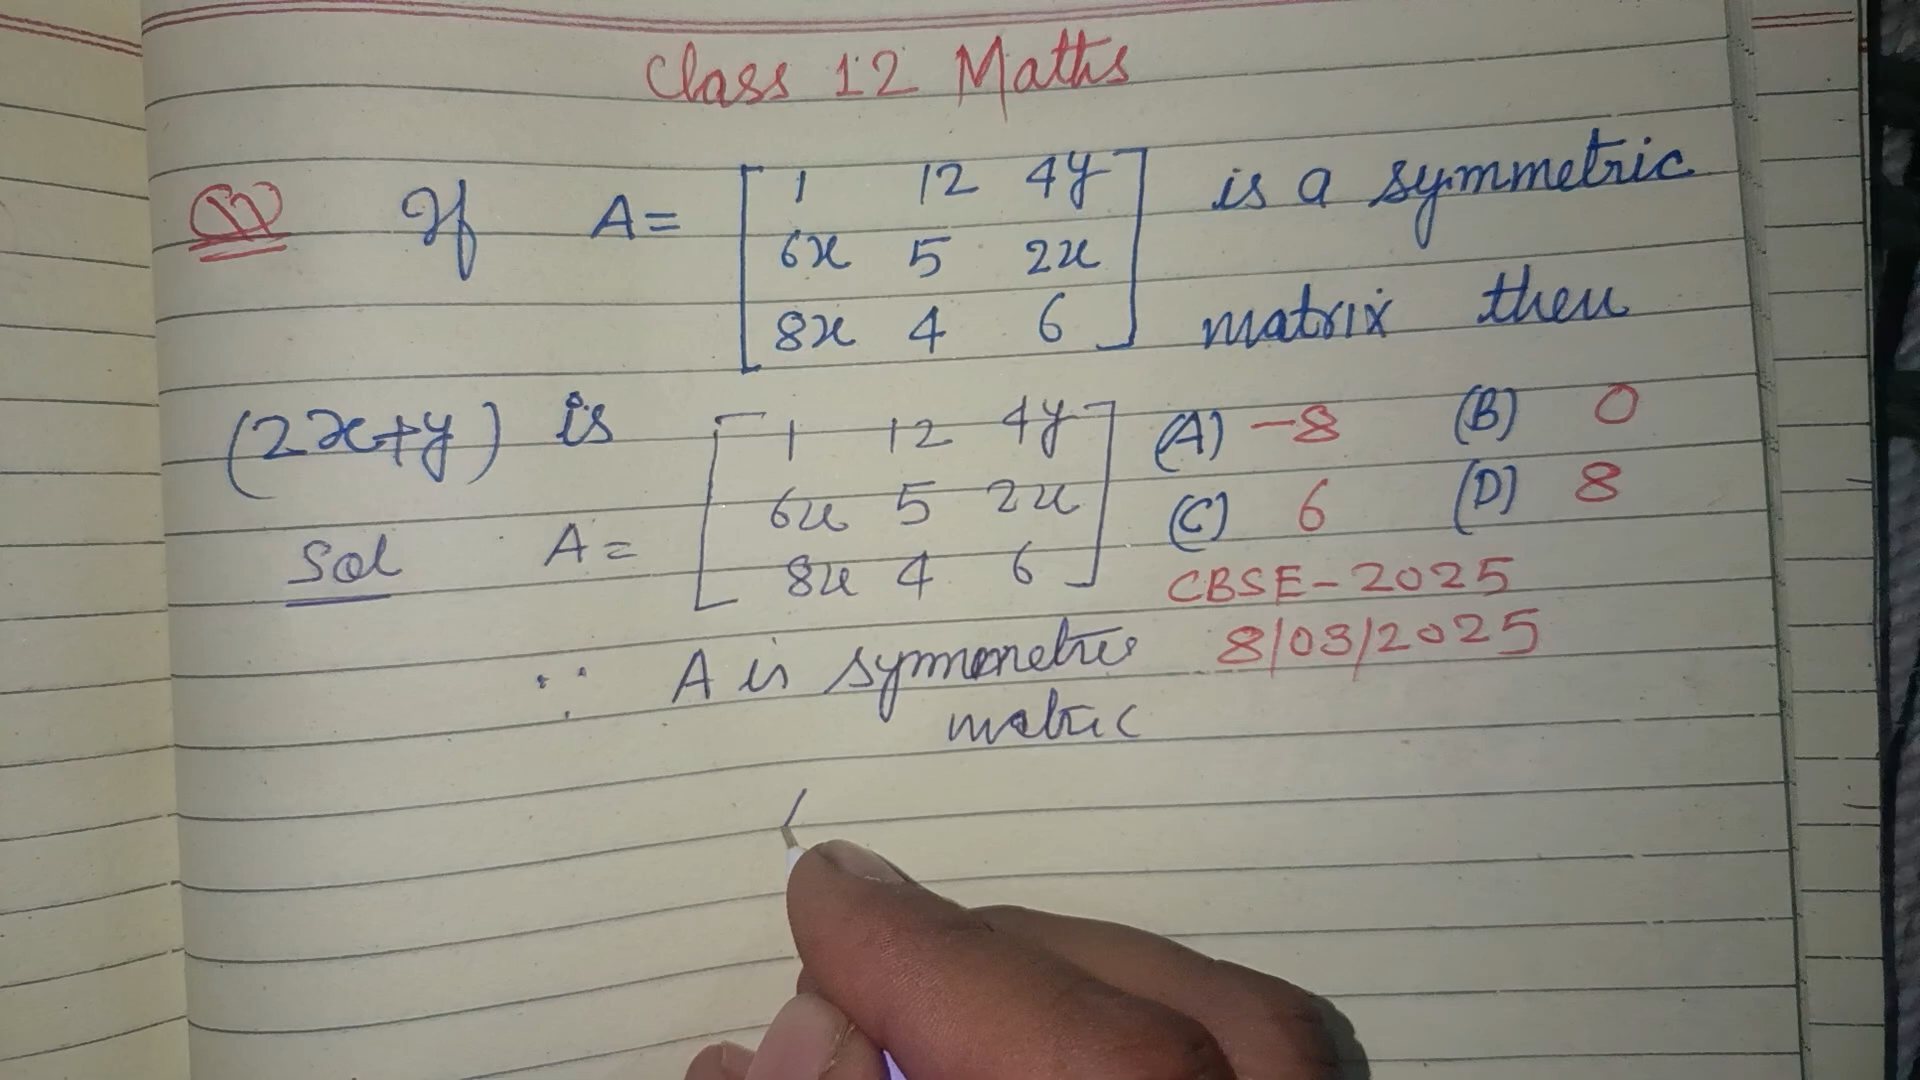 Class 12 Maths
Q) If A= [ 1 12 4y is a symmetric
6x 5 2x
8x 4 6 ] matrix then
(2x+y) is
(A) -8 (B) 0
(C) 6 (D) 8
Sol A= [ 1 12 4y
6x 5 2x
8x 4 6 ]
CBSE-2025
8/03/2025
∵ A is symmetric
metric